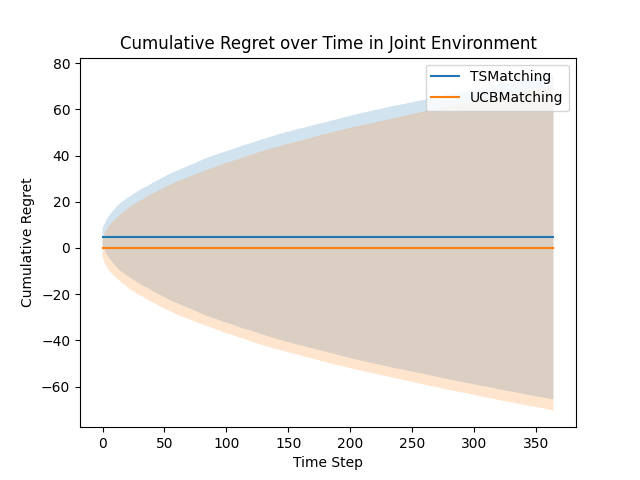 Cumulative Regret over Time in Joint Environment
TSMatching
UCBMatching
80
60
40
20
0
−20
−40
−60
Cumulative Regret
0 50 100 150 200 250 300 350
Time Step